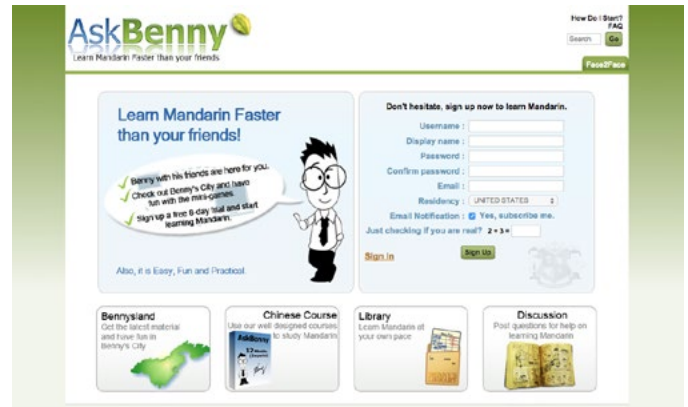 AskBenny
Learn Mandarin Faster than your friends
How Do I Start?
FAQ
Search
Go
Face2Face
Learn Mandarin Faster
than your friends!
Benny with his friends are here for you.
Check out Benny's City and have
fun with the mini-games.
Sign up a free 8-day trial and start
learning Mandarin.
Also, it is Easy, Fun and Practical.
Don't hesitate, sign up now to learn Mandarin.
Username :
Display name :
Password :
Confirm password :
Email :
Residency : UNITED STATES
Email Notification : Yes, subscribe me.
Just checking if you are real? 2 + 3 =
Sign In
Sign Up
Bennysland
Get the latest material
and have fun in
Benny's City
Chinese Course
Use our well designed courses
to study Mandarin
AskBenny
Library
Learn Mandarin at
your own pace
Discussion
Post questions for help on
learning Mandarin